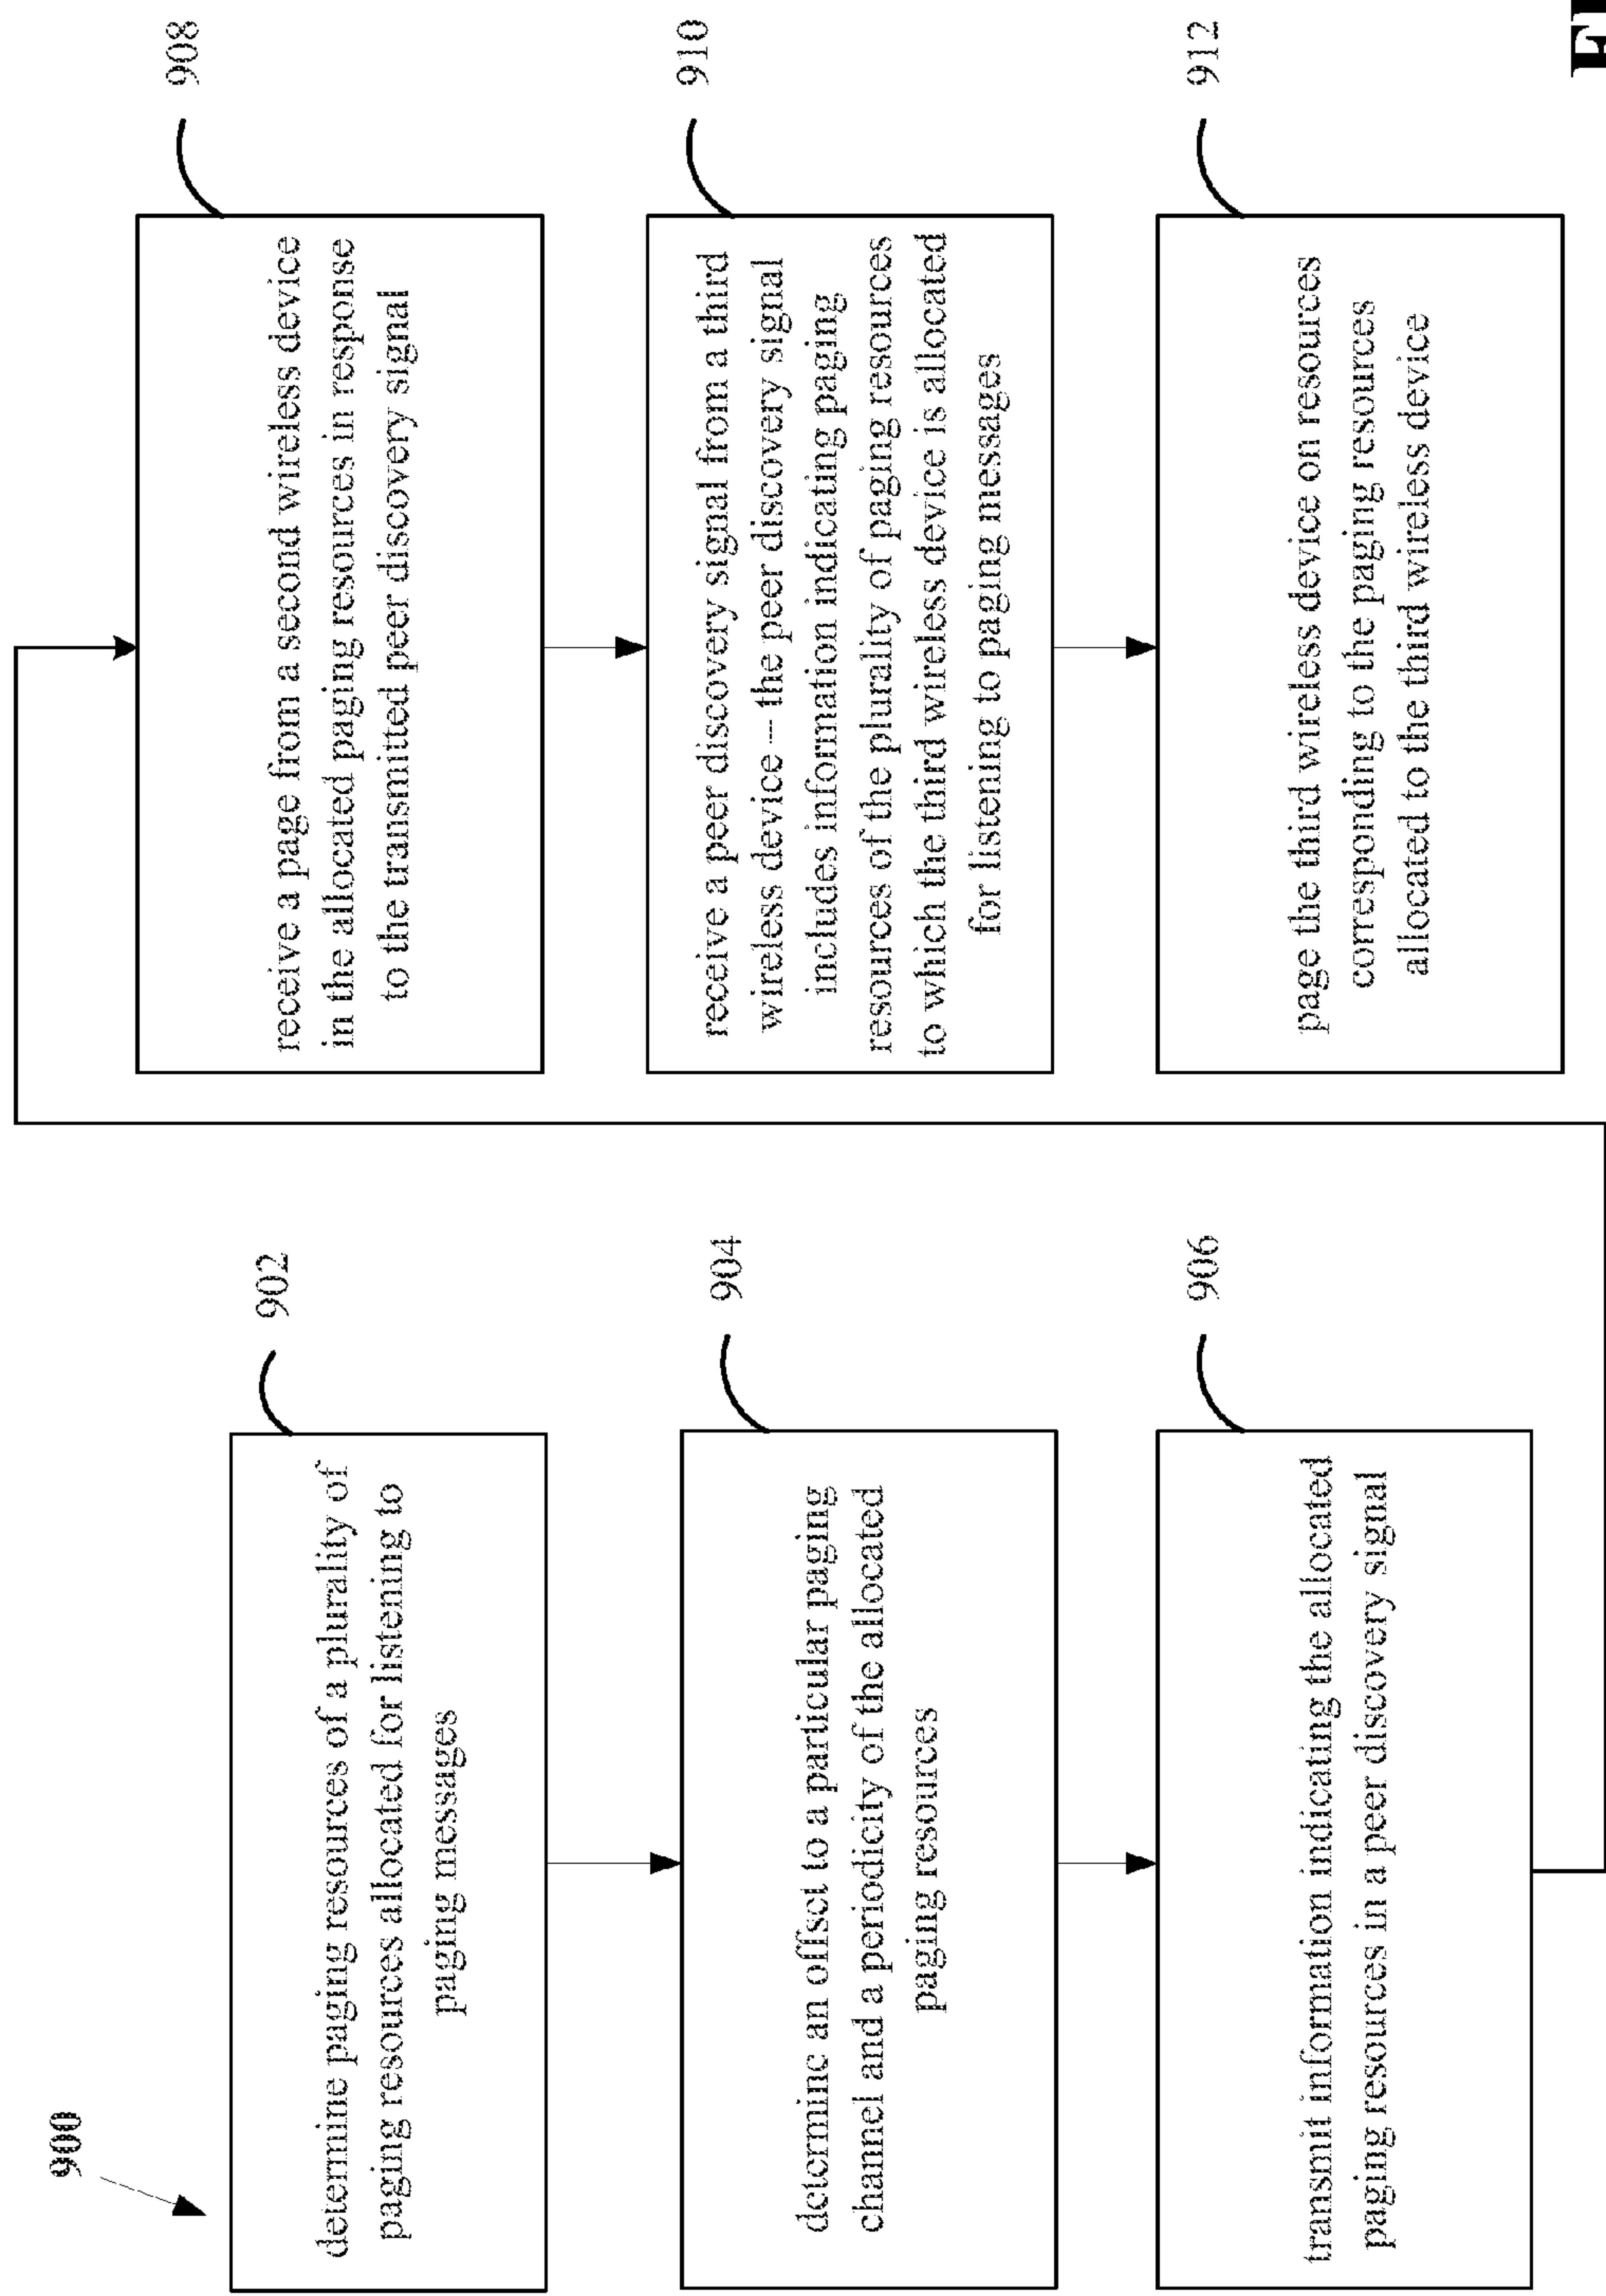 900
902
determine paging resources of a plurality of
paging resources allocated for listening to
paging messages
904
determine an offset to a particular paging
channel and a periodicity of the allocated
paging resources
906
transmit information indicating the allocated
paging resources in a peer discovery signal
908
receive a page from a second wireless device
in the allocated paging resources in response
to the transmitted peer discovery signal
910
receive a peer discovery signal from a third
wireless device -- the peer discovery signal
includes information indicating paging
resources of the plurality of paging resources
to which the third wireless device is allocated
for listening to paging messages
912
page the third wireless device on resources
corresponding to the paging resources
allocated to the third wireless device